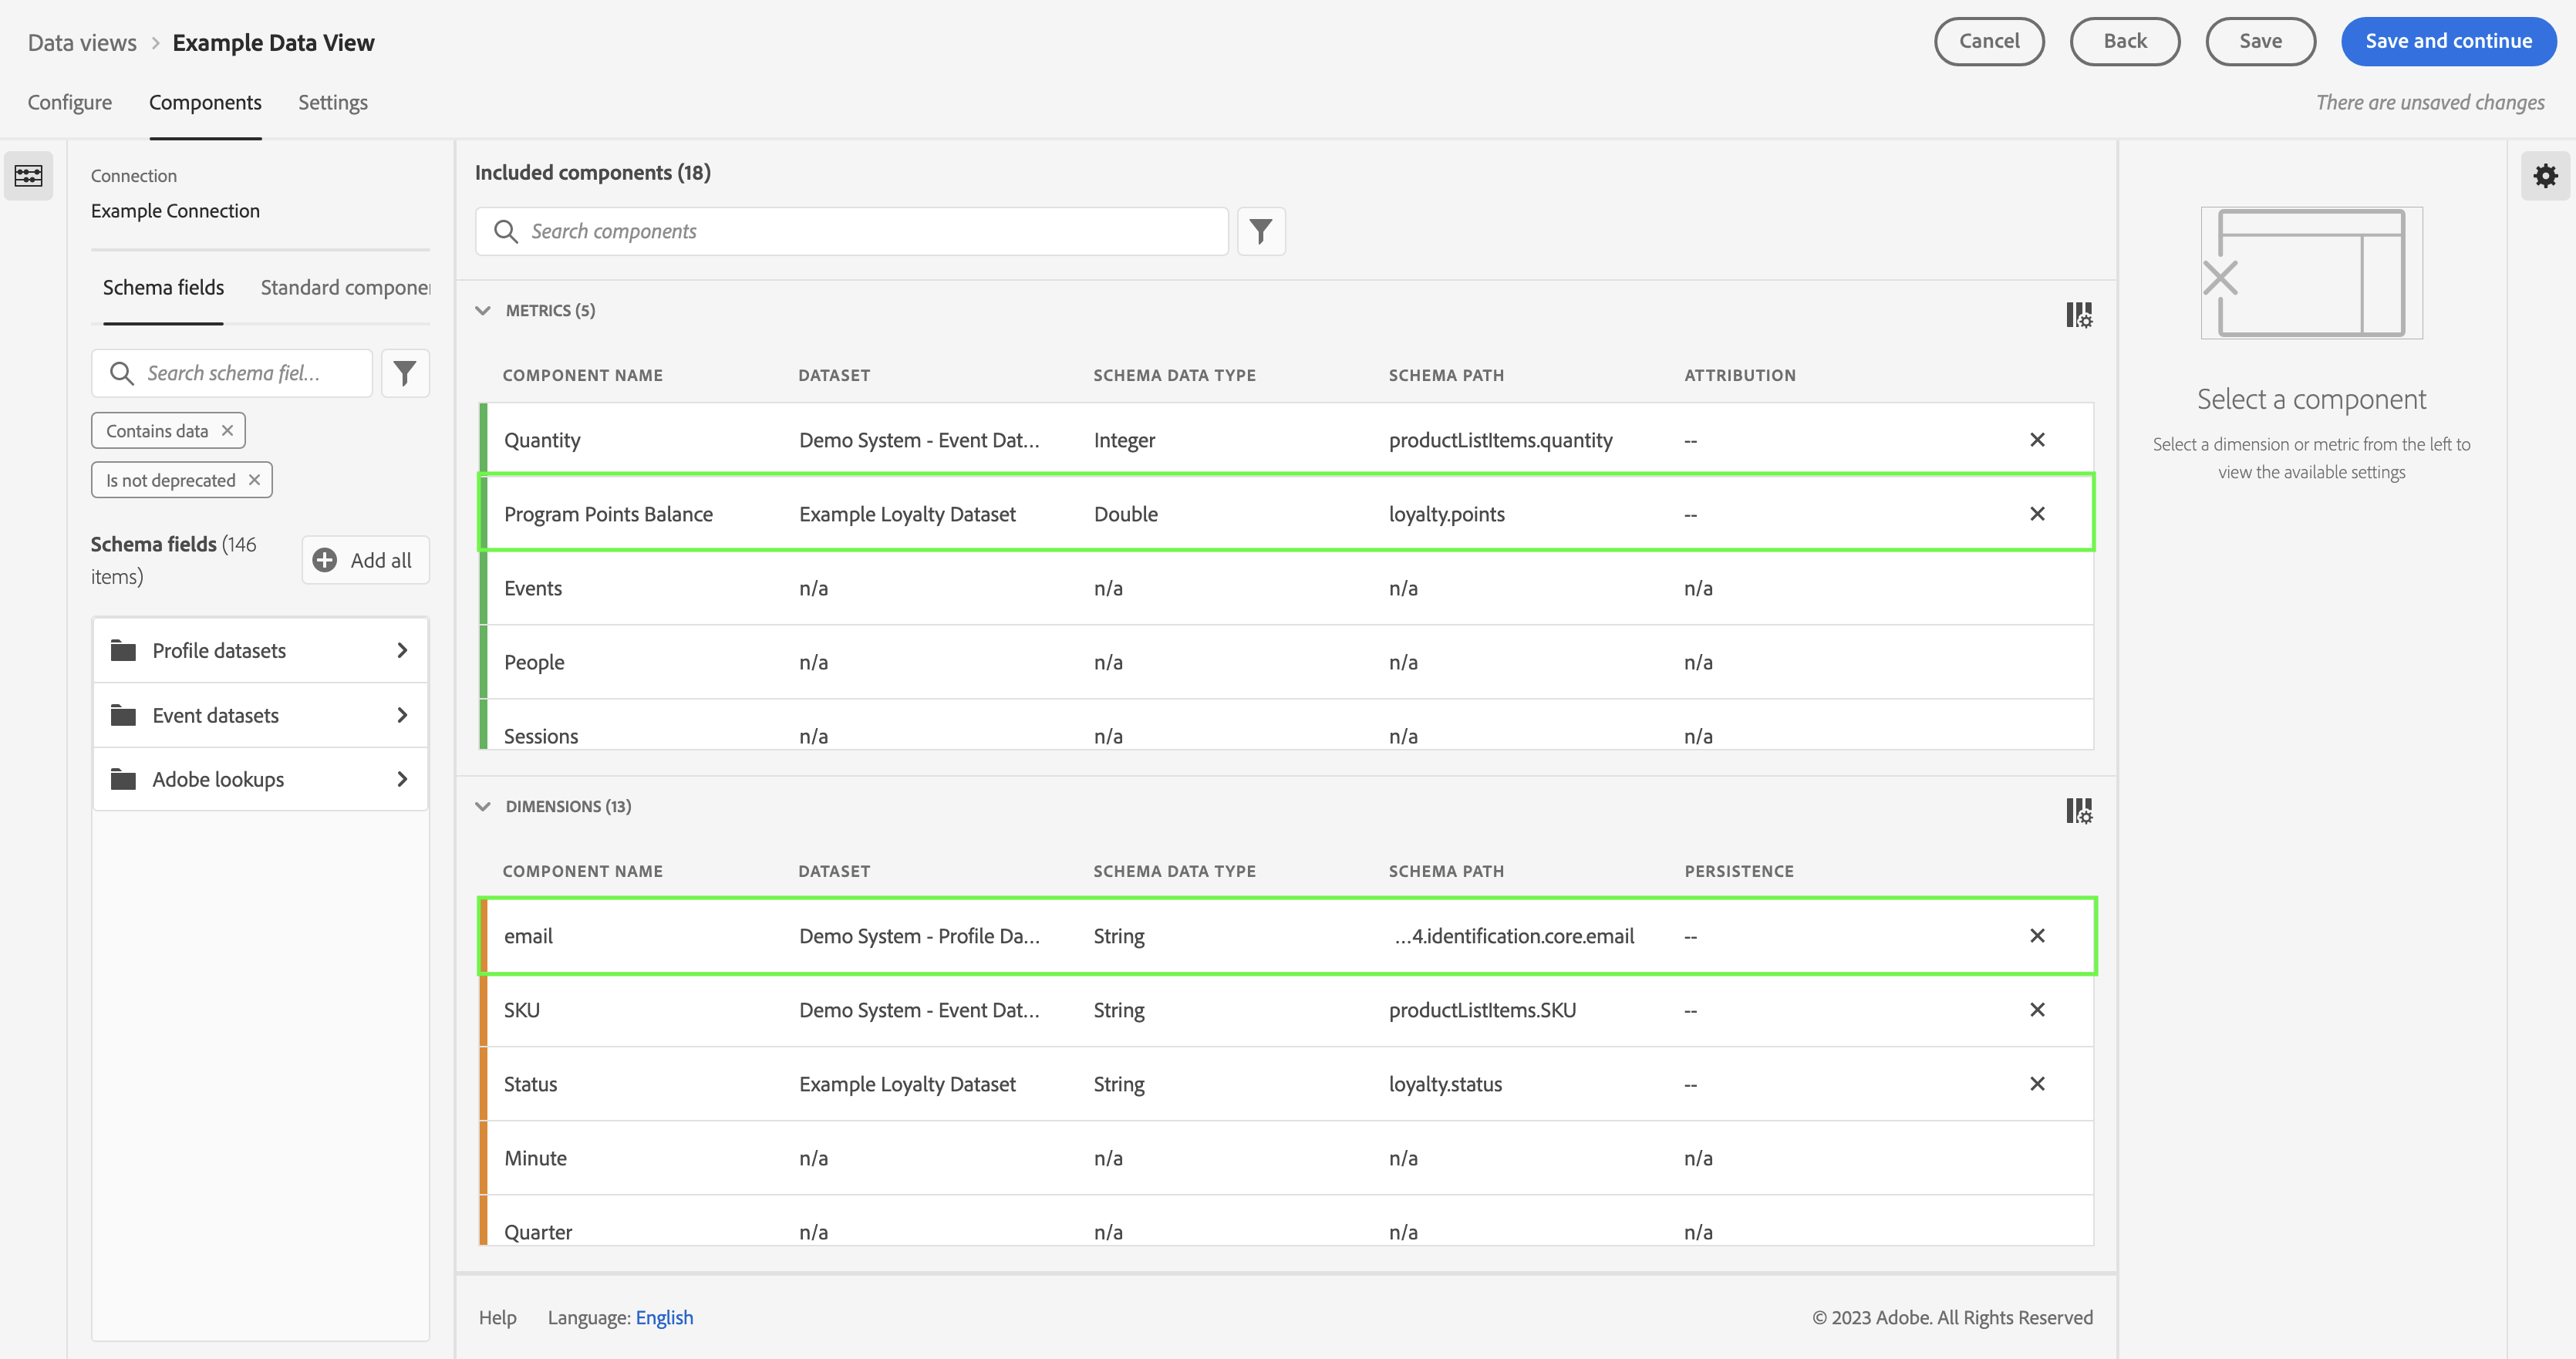 Data views > Example Data View
Cancel Back Save Save and continue
Configure Components Settings
There are unsaved changes
Connection
Example Connection
Schema fields Standard componen
Search schema fiel...
Contains data
Is not deprecated
Schema fields (146
items)
Add all
Profile datasets
Event datasets
Adobe lookups
Included components (18)
Search components
METRICS (5)
COMPONENT NAME DATASET SCHEMA DATA TYPE SCHEMA PATH ATTRIBUTION
Quantity Demo System - Event Dat... Integer productListItems.quantity --
Program Points Balance Example Loyalty Dataset Double loyalty.points --
Events n/a n/a n/a n/a
People n/a n/a n/a n/a
Sessions n/a n/a n/a n/a
DIMENSIONS (13)
COMPONENT NAME DATASET SCHEMA DATA TYPE SCHEMA PATH PERSISTENCE
email Demo System - Profile Da... String ...4.identification.core.email --
SKU Demo System - Event Dat... String productListItems.SKU --
Status Example Loyalty Dataset String loyalty.status --
Minute n/a n/a n/a n/a
Quarter n/a n/a n/a n/a
Help Language: English
© 2023 Adobe. All Rights Reserved
Select a component
Select a dimension or metric from the left to
view the available settings